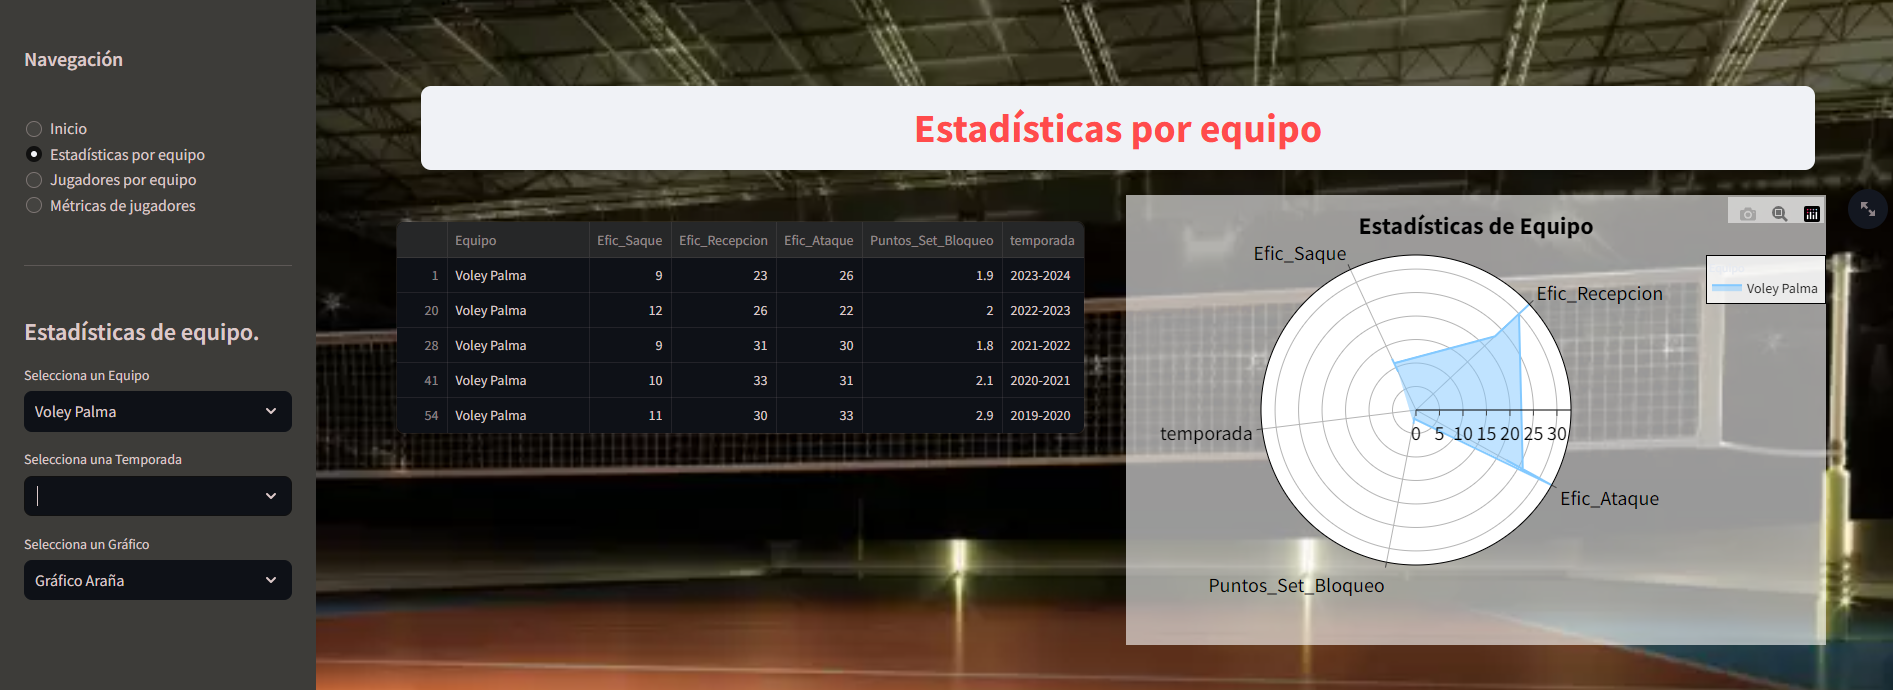 Navegación
Inicio
Estadísticas por equipo
Jugadores por equipo
Métricas de jugadores
Estadísticas de equipo.
Selecciona un Equipo
Voley Palma
Selecciona una Temporada
Selecciona un Gráfico
Gráfico Araña
Estadísticas por equipo
Equipo Efic_Saque Efic_Recepcion Efic_Ataque Puntos_Set_Bloqueo temporada
1 Voley Palma 9 23 26 1.9 2023-2024
20 Voley Palma 12 26 22 2 2022-2023
28 Voley Palma 9 31 30 1.8 2021-2022
41 Voley Palma 10 33 31 2.1 2020-2021
54 Voley Palma 11 30 33 2.9 2019-2020
Estadísticas de Equipo
Efic_Saque
Efic_Recepcion
Equipo
Voley Palma
temporada
0 5 10 15 20 25 30
Efic_Ataque
Puntos_Set_Bloqueo